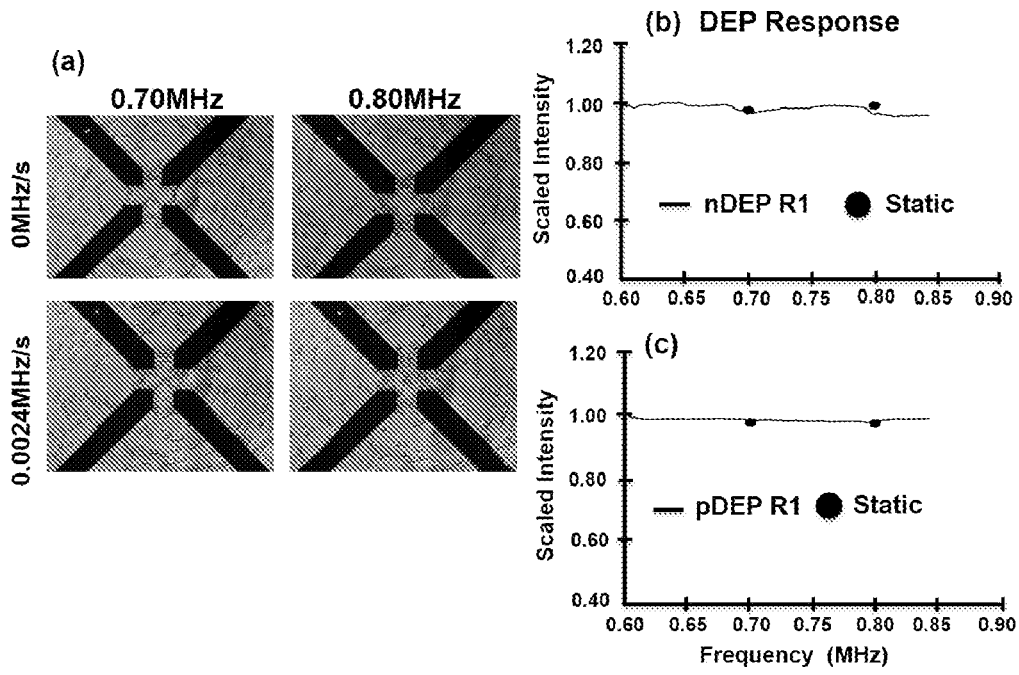 (a)
0.70MHz 0.80MHz
0MHz/s
0.0024MHz/s
(b) DEP Response
Scaled Intensity
1.20
1.00
0.80
0.60
0.40
nDEP R1 Static
0.60 0.65 0.70 0.75 0.80 0.85 0.90
(c)
Scaled Intensity
1.20
1.00
0.80
0.60
0.40
pDEP R1 Static
0.60 0.65 0.70 0.75 0.80 0.85 0.90
Frequency (MHz)